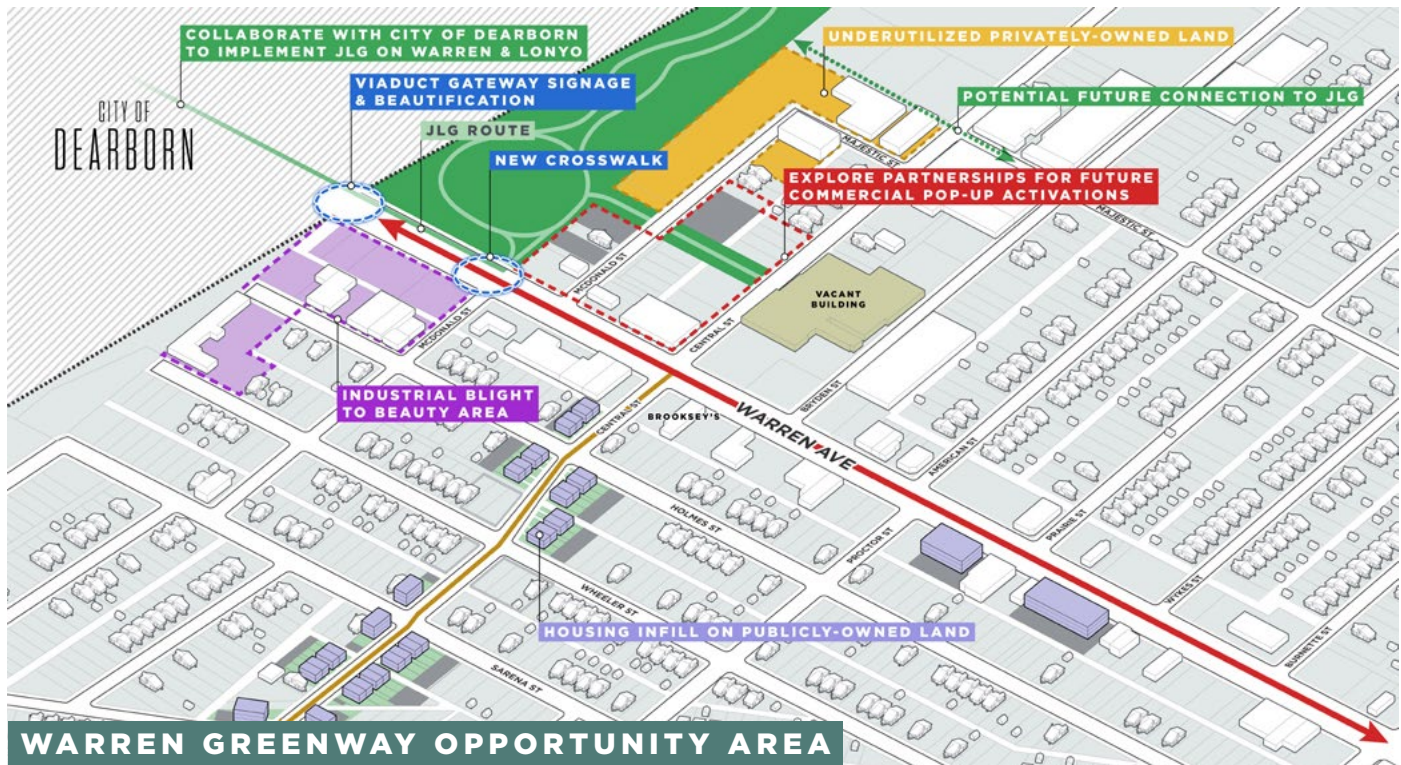 COLLABORATE WITH CITY OF DEARBORN
TO IMPLEMENT JLG ON WARREN & LONYO
UNDERUTILIZED PRIVATELY-OWNED LAND
VIADUCT GATEWAY SIGNAGE
& BEAUTIFICATION
POTENTIAL FUTURE CONNECTION TO JLG
CITY OF
DEARBORN
JLG ROUTE
NEW CROSSWALK
MAJESTIC ST
EXPLORE PARTNERSHIPS FOR FUTURE
COMMERCIAL POP-UP ACTIVATIONS
MAJESTIC ST
MCDONALD ST
VACANT
BUILDING
MCDONALD ST
CENTRAL ST
INDUSTRIAL BLIGHT
TO BEAUTY AREA
BRYDEN ST
CENTRAL ST
BROOKSEY'S
WARREN AVE
AMERICAN ST
HOLMES ST
PRAIRIE ST
PROCTOR ST
WHEELER ST
WYKES ST
HOUSING INFILL ON PUBLICLY-OWNED LAND
BURNETTE ST
SARENA ST
WARREN GREENWAY OPPORTUNITY AREA